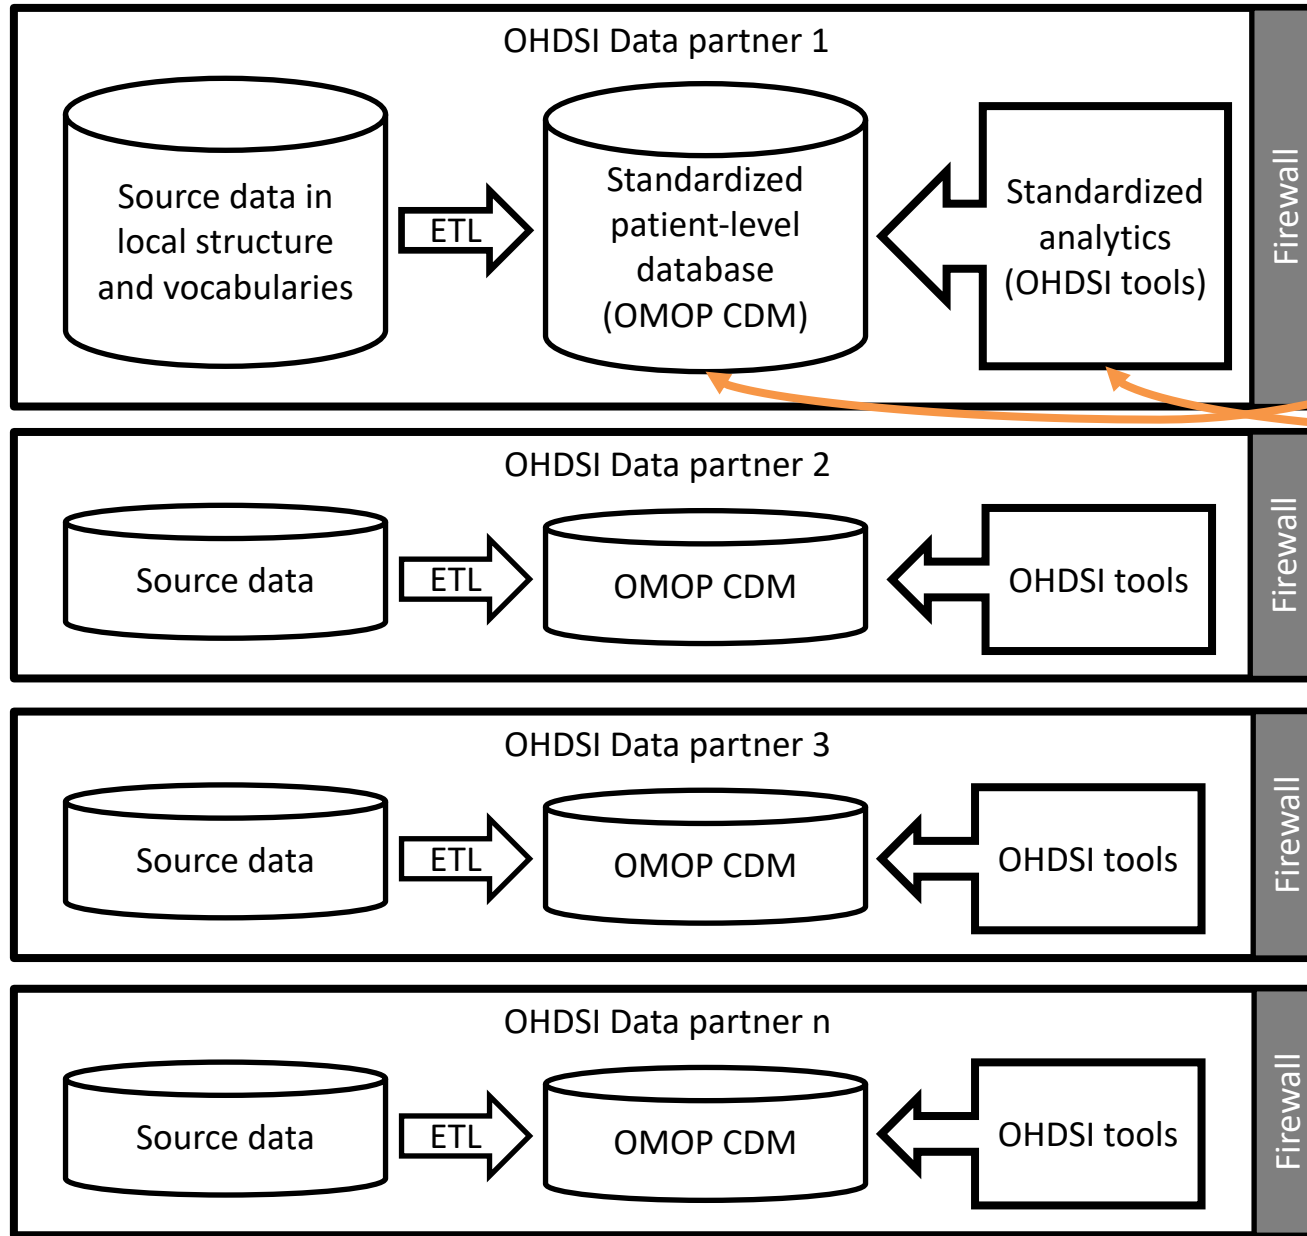 OHDSI Data partner 1
Source data in
local structure
and vocabularies
ETL
Standardized
patient-level
database
(OMOP CDM)
Standardized
analytics
(OHDSI tools)
Firewall
OHDSI Data partner 2
Source data
ETL
OMOP CDM
OHDSI tools
Firewall
OHDSI Data partner 3
Source data
ETL
OMOP CDM
OHDSI tools
Firewall
OHDSI Data partner n
Source data
ETL
OMOP CDM
OHDSI tools
Firewall